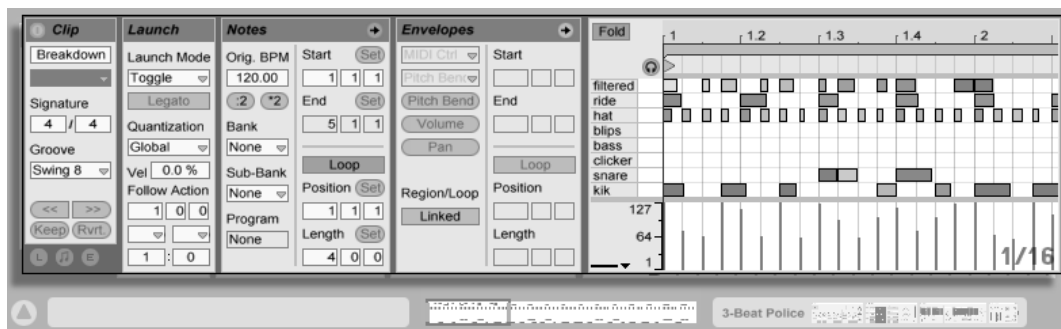 Clip
Breakdown
Signature
4 / 4
Groove
Swing 8
<< >>
Keep Rvrt.
L E
Launch
Launch Mode
Toggle
Legato
Quantization
Global
Vel 0.0 %
Follow Action
1 0 0
1 : 0
Notes
Orig. BPM
120.00
:2 *2
Bank
None
Sub-Bank
None
Program
None
Start Set
1 1 1
End Set
5 1 1
Loop
Position Set
1 1 1
Length Set
4 0 0
Envelopes
MIDI Ctrl
Pitch Bend
Pitch Bend
Volume
Pan
Region/Loop
Linked
Start
End
Loop
Position
Length
Fold
1 1.2 1.3 1.4 2
filtered
ride
hat
blips
bass
clicker
snare
kik
127
64
1
1/16
3-Beat Police